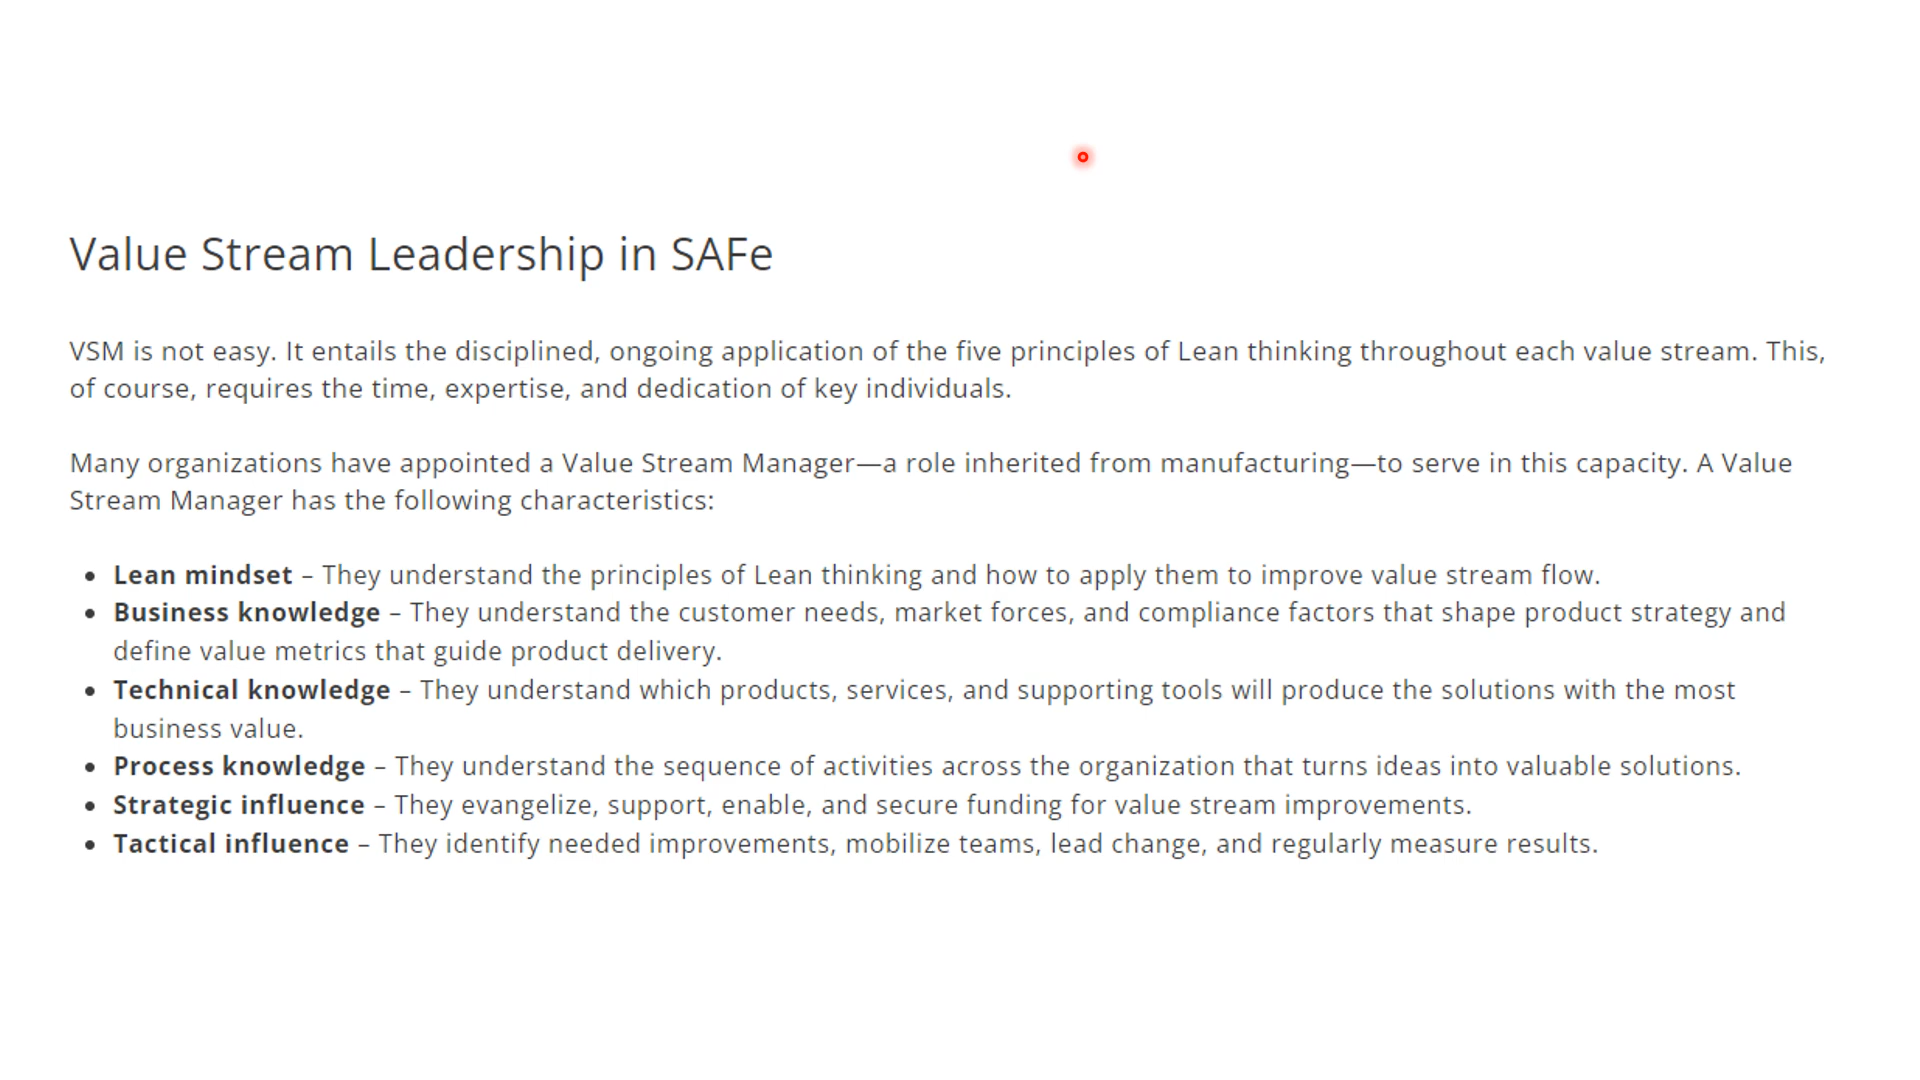 Value Stream Leadership in SAFe
VSM is not easy. It entails the disciplined, ongoing application of the five principles of Lean thinking throughout each value stream. This,
of course, requires the time, expertise, and dedication of key individuals.
Many organizations have appointed a Value Stream Manager—a role inherited from manufacturing—to serve in this capacity. A Value
Stream Manager has the following characteristics:
• Lean mindset – They understand the principles of Lean thinking and how to apply them to improve value stream flow.
• Business knowledge – They understand the customer needs, market forces, and compliance factors that shape product strategy and
define value metrics that guide product delivery.
• Technical knowledge – They understand which products, services, and supporting tools will produce the solutions with the most
business value.
• Process knowledge – They understand the sequence of activities across the organization that turns ideas into valuable solutions.
• Strategic influence – They evangelize, support, enable, and secure funding for value stream improvements.
• Tactical influence – They identify needed improvements, mobilize teams, lead change, and regularly measure results.